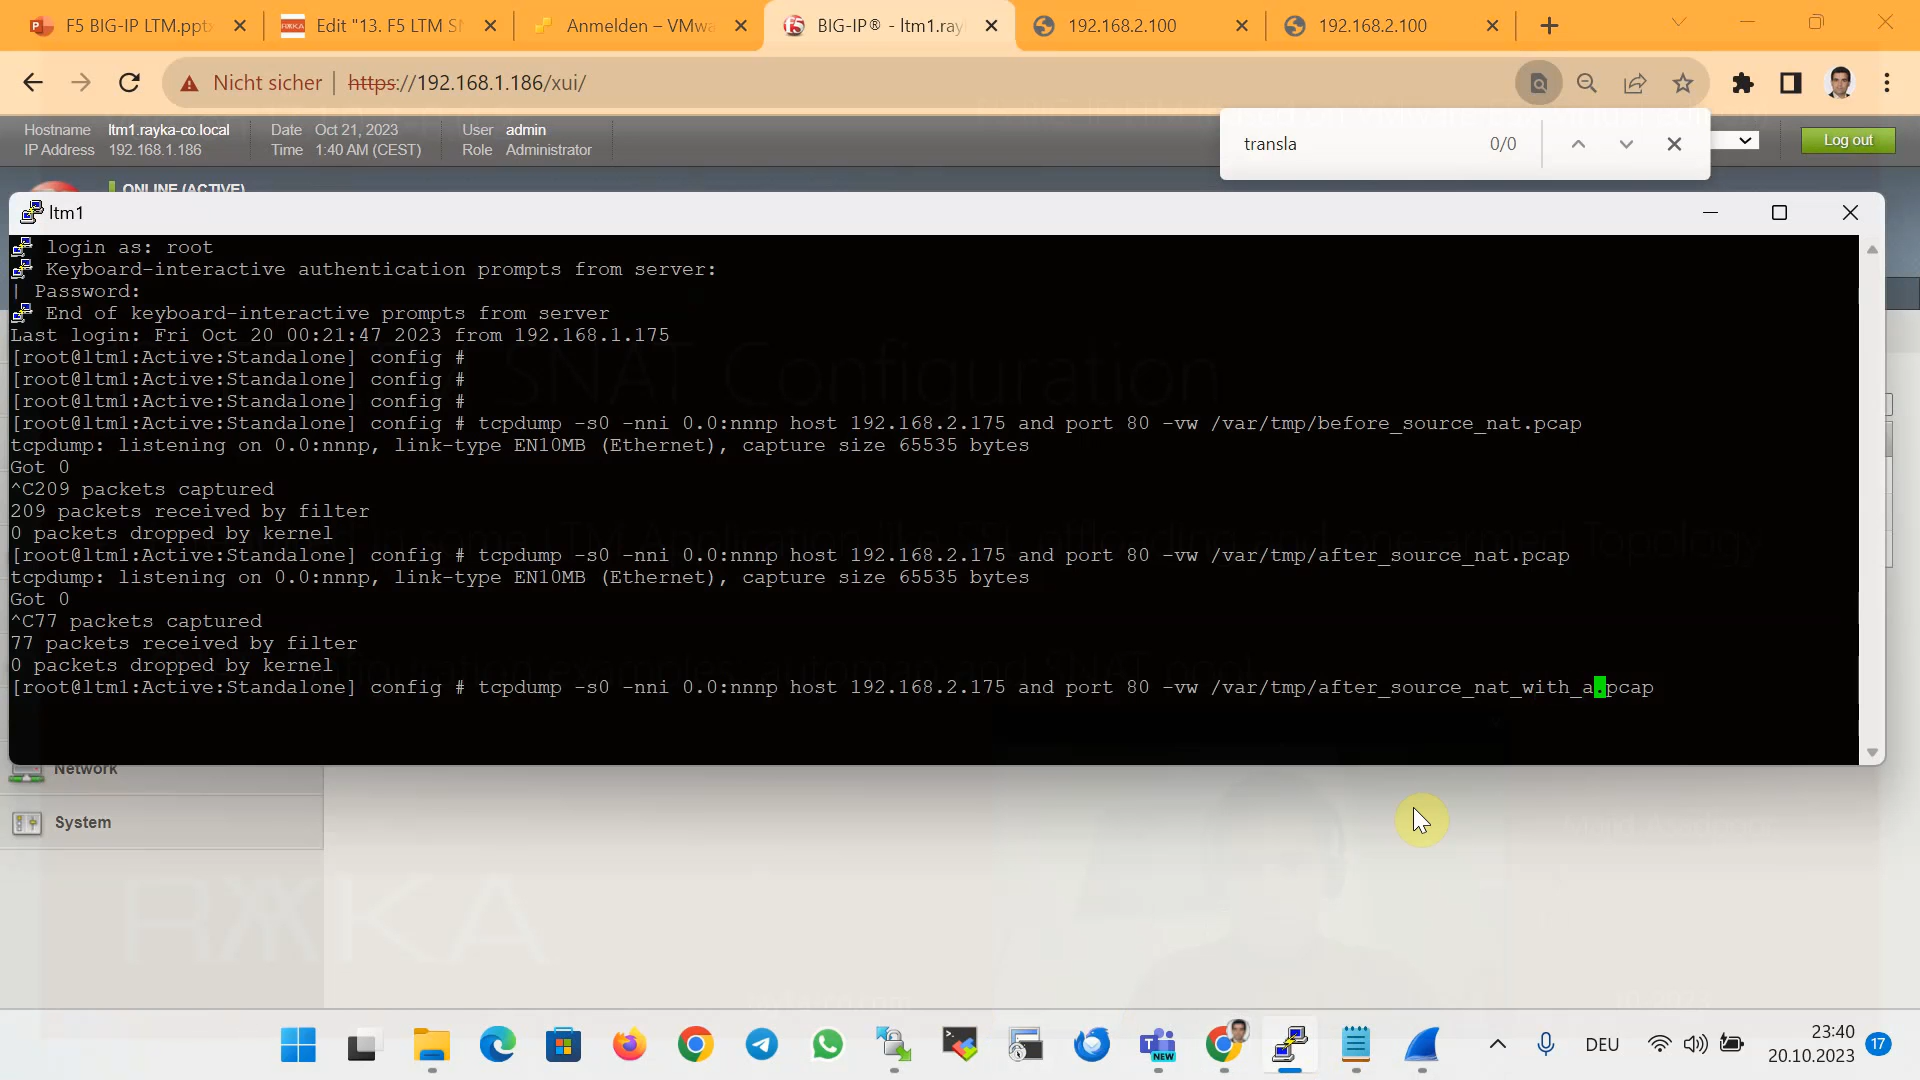 F5 BIG-IP LTM.pptx
Edit "13. F5 LTM SN
Anmelden – VMwa
BIG-IP® - ltm1.ray
192.168.2.100
192.168.2.100
Nicht sicher
https://192.168.1.186/xui/
Hostname ltm1.rayka-co.local
Date Oct 21, 2023
User admin
IP Address 192.168.1.186
Time 1:40 AM (CEST)
Role Administrator
transla
0/0
Log out
ONLINE (ACTIVE)
ltm1
login as: root
Keyboard-interactive authentication prompts from server:
| Password:
End of keyboard-interactive prompts from server
Last login: Fri Oct 20 00:21:47 2023 from 192.168.1.175
[root@ltm1:Active:Standalone] config #
[root@ltm1:Active:Standalone] config #
[root@ltm1:Active:Standalone] config #
[root@ltm1:Active:Standalone] config # tcpdump -s0 -nni 0.0:nnnp host 192.168.2.175 and port 80 -vw /var/tmp/before_source_nat.pcap
tcpdump: listening on 0.0:nnnp, link-type EN10MB (Ethernet), capture size 65535 bytes
Got 0
^C209 packets captured
209 packets received by filter
0 packets dropped by kernel
[root@ltm1:Active:Standalone] config # tcpdump -s0 -nni 0.0:nnnp host 192.168.2.175 and port 80 -vw /var/tmp/after_source_nat.pcap
tcpdump: listening on 0.0:nnnp, link-type EN10MB (Ethernet), capture size 65535 bytes
Got 0
^C77 packets captured
77 packets received by filter
0 packets dropped by kernel
[root@ltm1:Active:Standalone] config # tcpdump -s0 -nni 0.0:nnnp host 192.168.2.175 and port 80 -vw /var/tmp/after_source_nat_with_a.pcap
SNAT Configuration
Network
System
RAYKA
NEW
DEU
23:40
20.10.2023
17